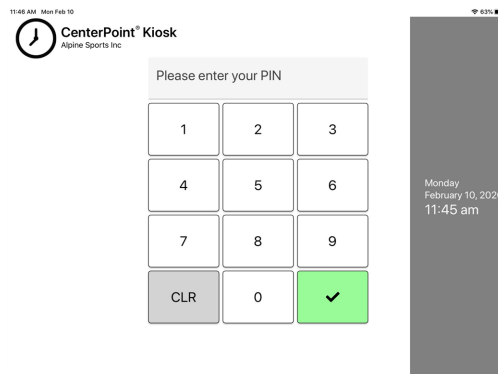 11:46 AM Mon Feb 10
63%
CenterPoint® Kiosk
Alpine Sports Inc
Please enter your PIN
1 2 3
4 5 6
7 8 9
CLR 0
Monday
February 10, 202
11:45 am